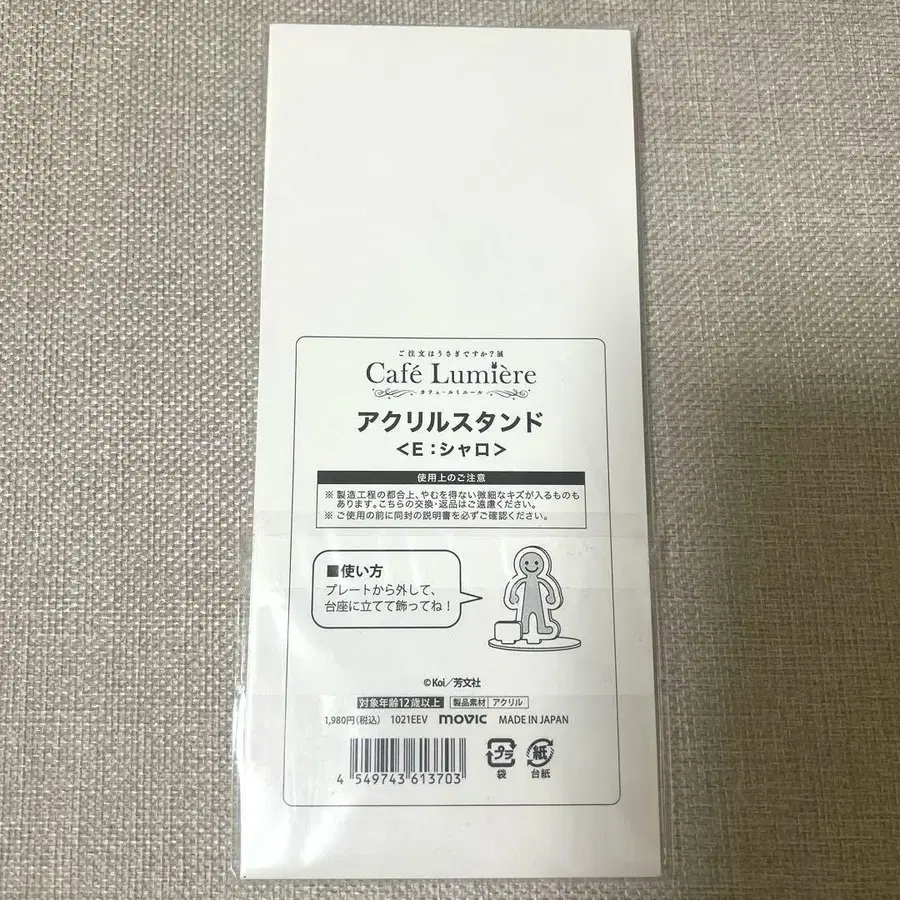 ご注文はうさぎですか?展
Café Lumière
カフェ・ルミエール
アクリルスタンド
<E:シャロ>
使用上のご注意
※製造工程の都合上、やむを得ない微細なキズが入るものも
あります。こちらの交換・返品はご遠慮ください。
※ご使用の前に同封の説明書を必ずご確認ください。
■使い方
プレートから外して、
台座に立てて飾ってね!
©Koi/芳文社
対象年齢12歳以上 製品素材 アクリル
1,980円(税込) 1021EEV movic MADE IN JAPAN
4 549743 613703
プラ 紙
袋 台紙